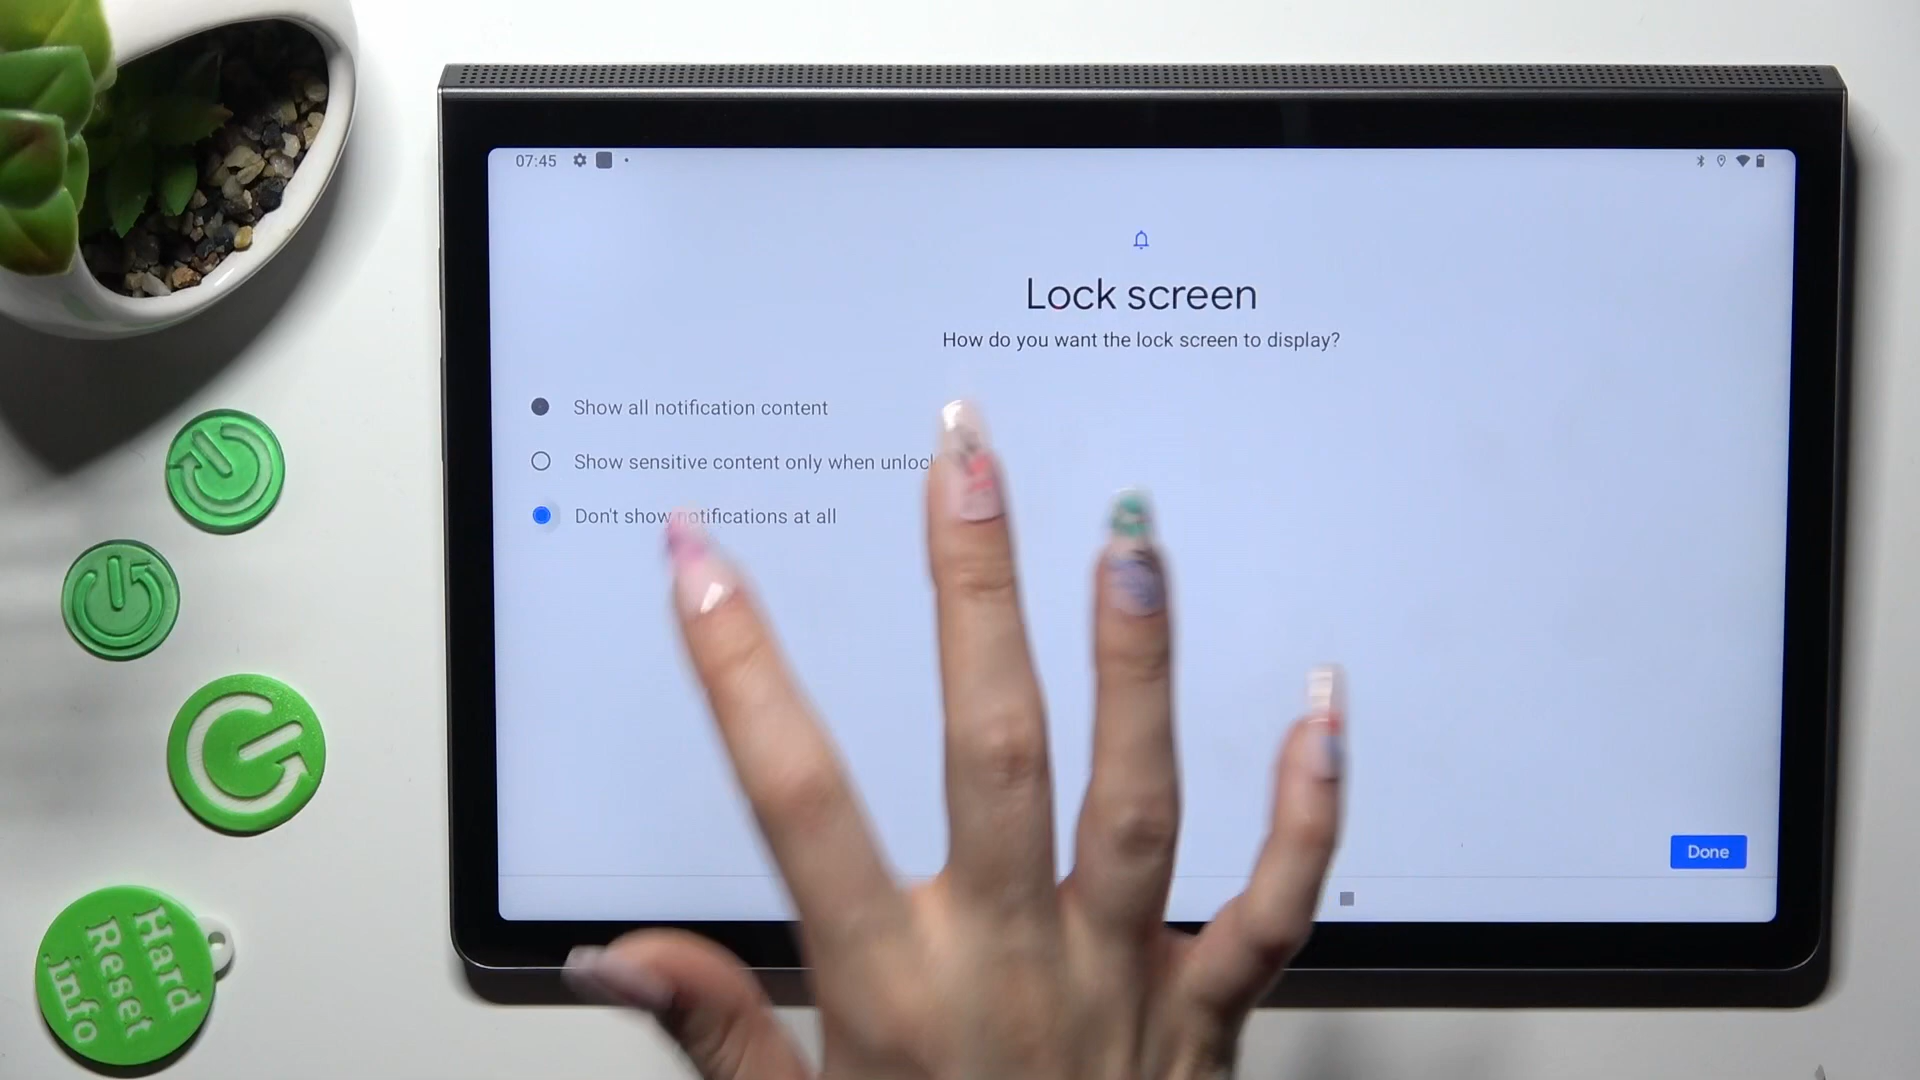 07:45
Lock screen
How do you want the lock screen to display?
Show all notification content
Show sensitive content only when
Don't show notifications at all
Done
Hard
Reset
info